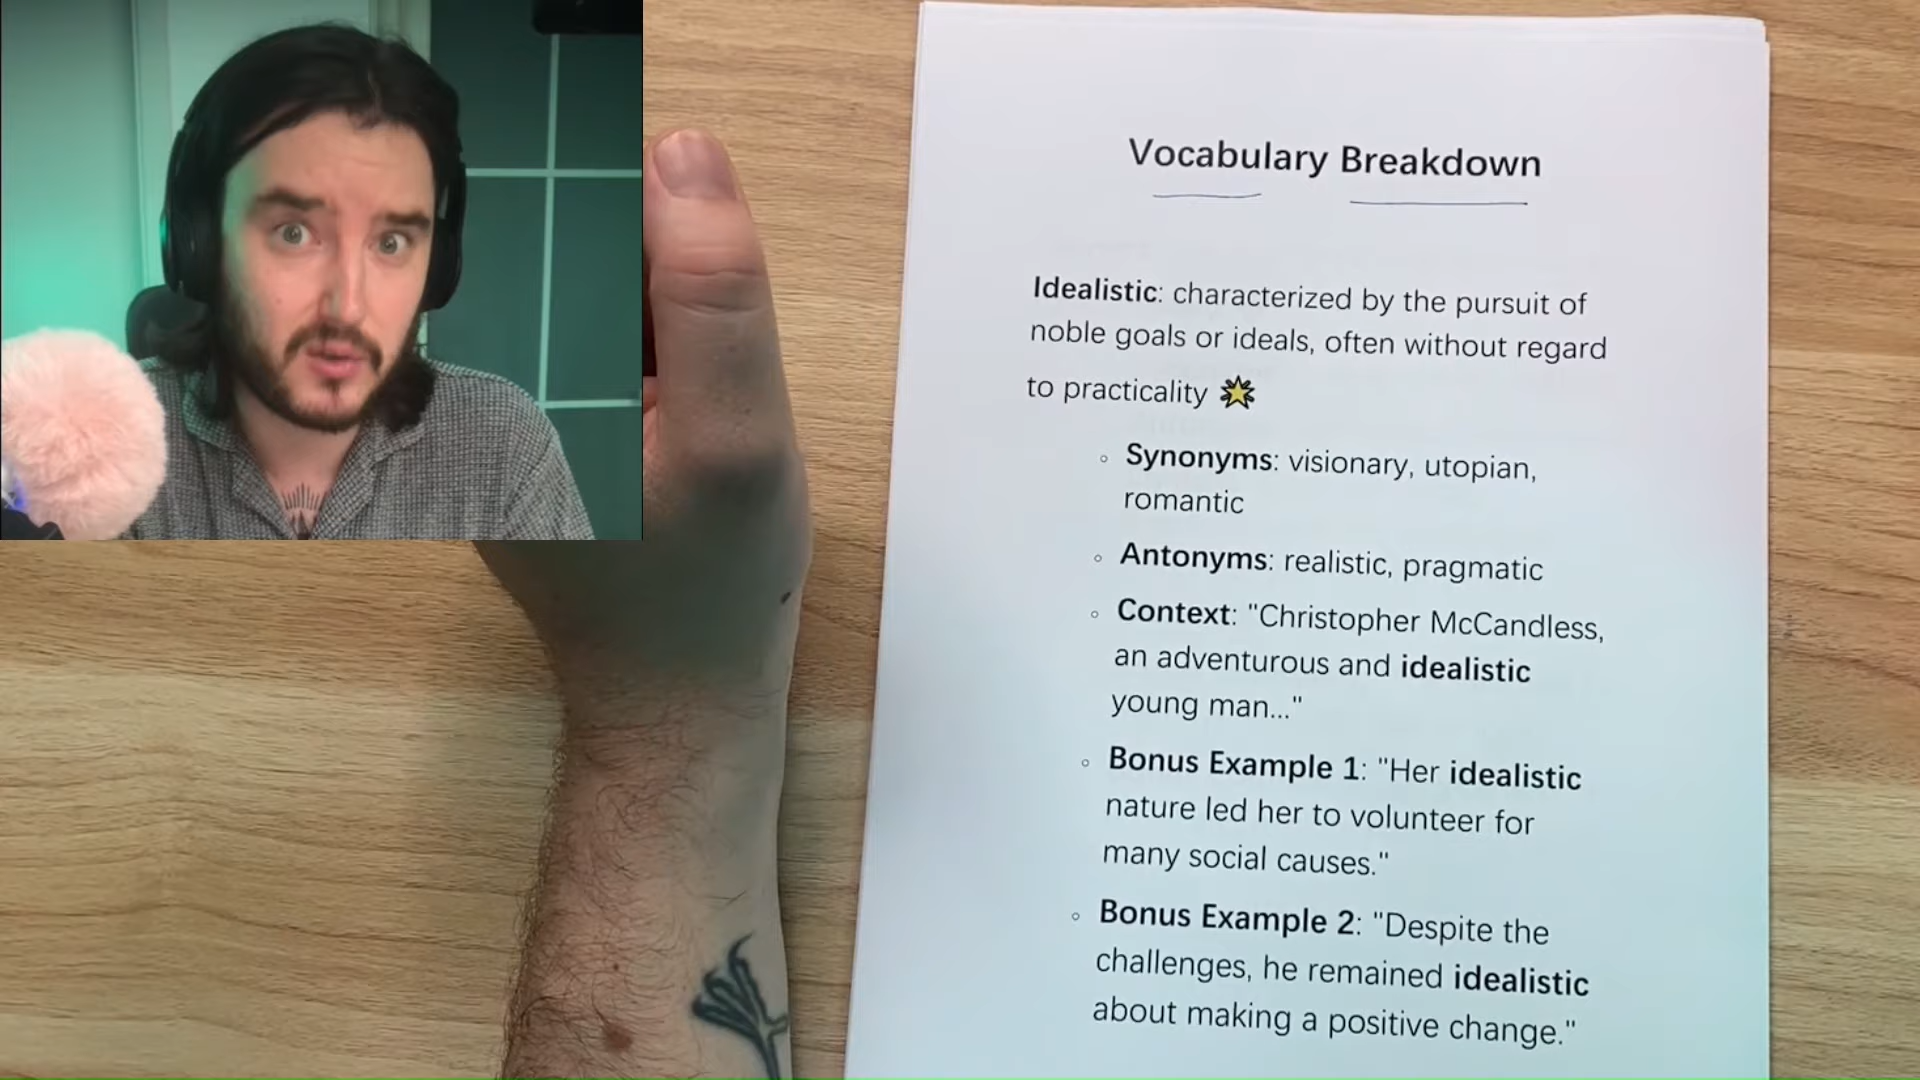 Vocabulary Breakdown
Idealistic: characterized by the pursuit of
noble goals or ideals, often without regard
to practicality
Synonyms: visionary, utopian,
romantic
Antonyms: realistic, pragmatic
Context: "Christopher McCandless,
an adventurous and idealistic
young man..."
Bonus Example 1: "Her idealistic
nature led her to volunteer for
many social causes."
Bonus Example 2: "Despite the
challenges, he remained idealistic
about making a positive change."